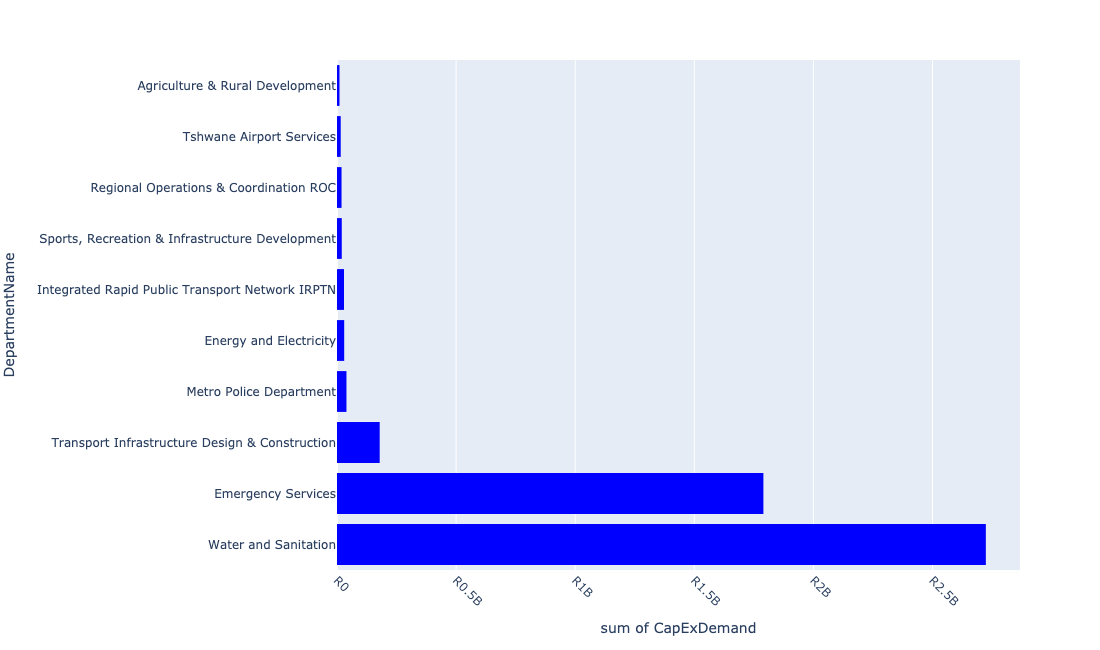 Agriculture & Rural Development
Tshwane Airport Services
Regional Operations & Coordination ROC
Sports, Recreation & Infrastructure Development
Integrated Rapid Public Transport Network IRPTN
Energy and Electricity
Metro Police Department
Transport Infrastructure Design & Construction
Emergency Services
Water and Sanitation
DepartmentName
R0
R0.5B
R1B
R1.5B
R2B
R2.5B
sum of CapExDemand